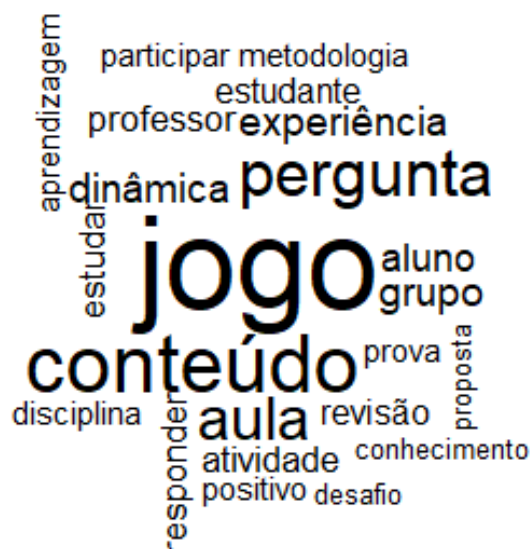 aprendizagem
participar metodologia
estudante
professor experiência
dinâmica pergunta
estudar
jogo
aluno
grupo
conteúdo
prova
proposta
disciplina
responder
aula
revisão
atividade
conhecimento
positivo
desafio